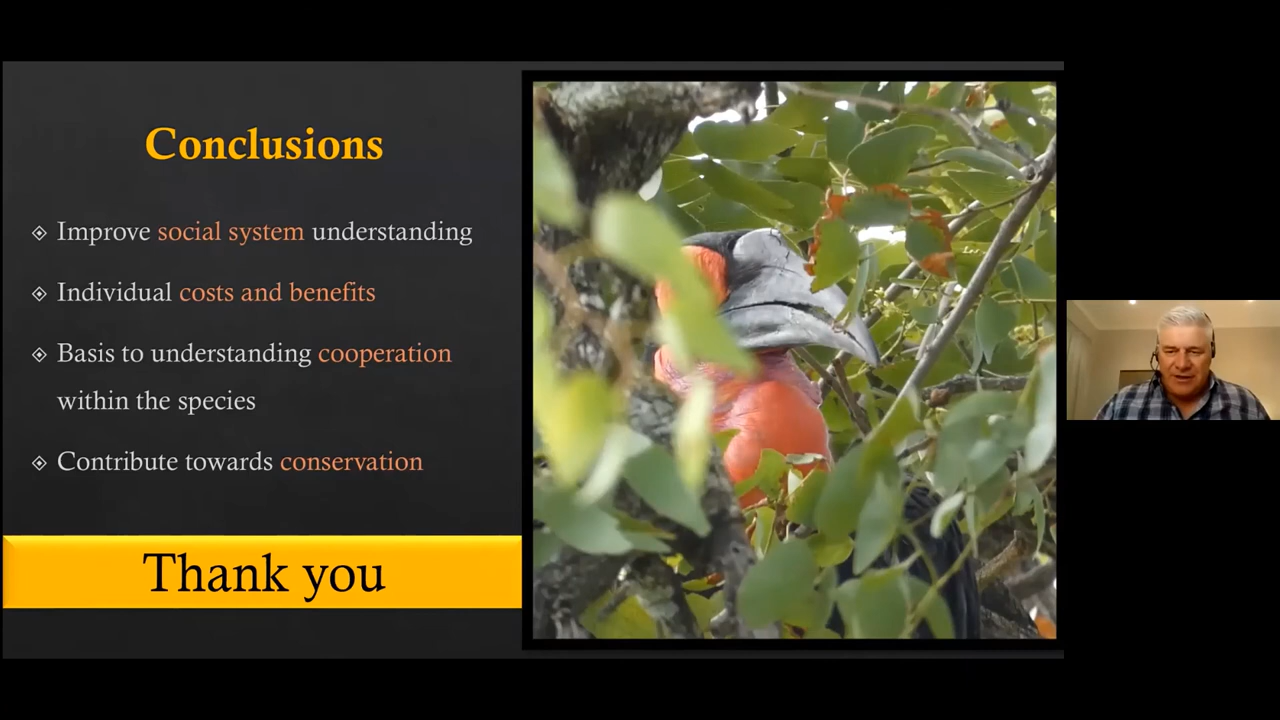 Conclusions
Improve social system understanding
Individual costs and benefits
Basis to understanding cooperation
within the species
Contribute towards conservation
Thank you